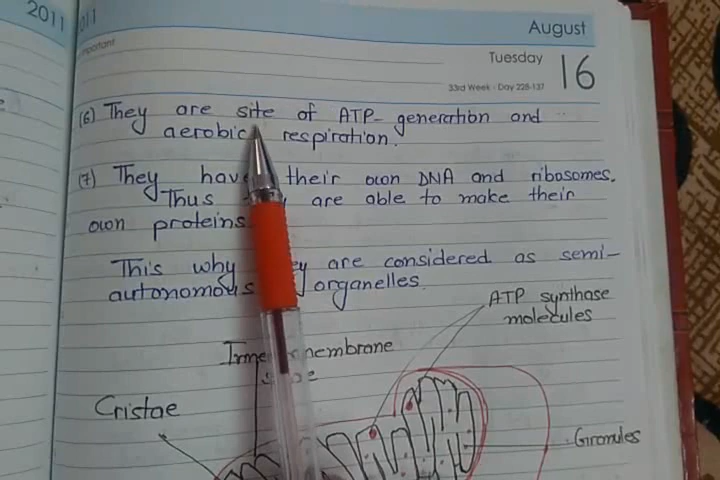 2011
2011
August
Important
Tuesday
16
33rd Week - Day 228-137
(6) They are site of ATP-generation and
aerobic respiration.
(7) They have their own DNA and ribosomes.
Thus are able to make their
own proteins
This why are considered as semi-
autonomous organelles.
ATP synthase
molecules
membrane
Cristae
Granules